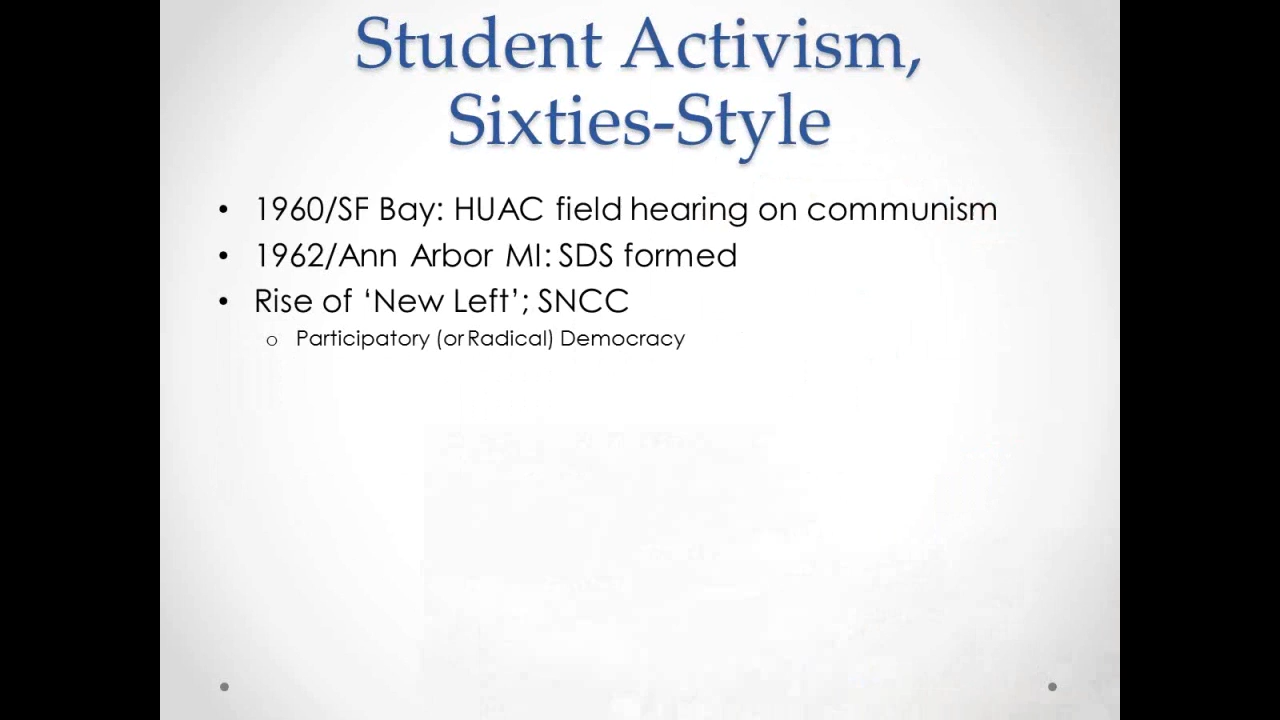 Student Activism,
Sixties-Style
• 1960/SF Bay: HUAC field hearing on communism
• 1962/Ann Arbor MI: SDS formed
• Rise of ‘New Left’; SNCC
o Participatory (or Radical) Democracy